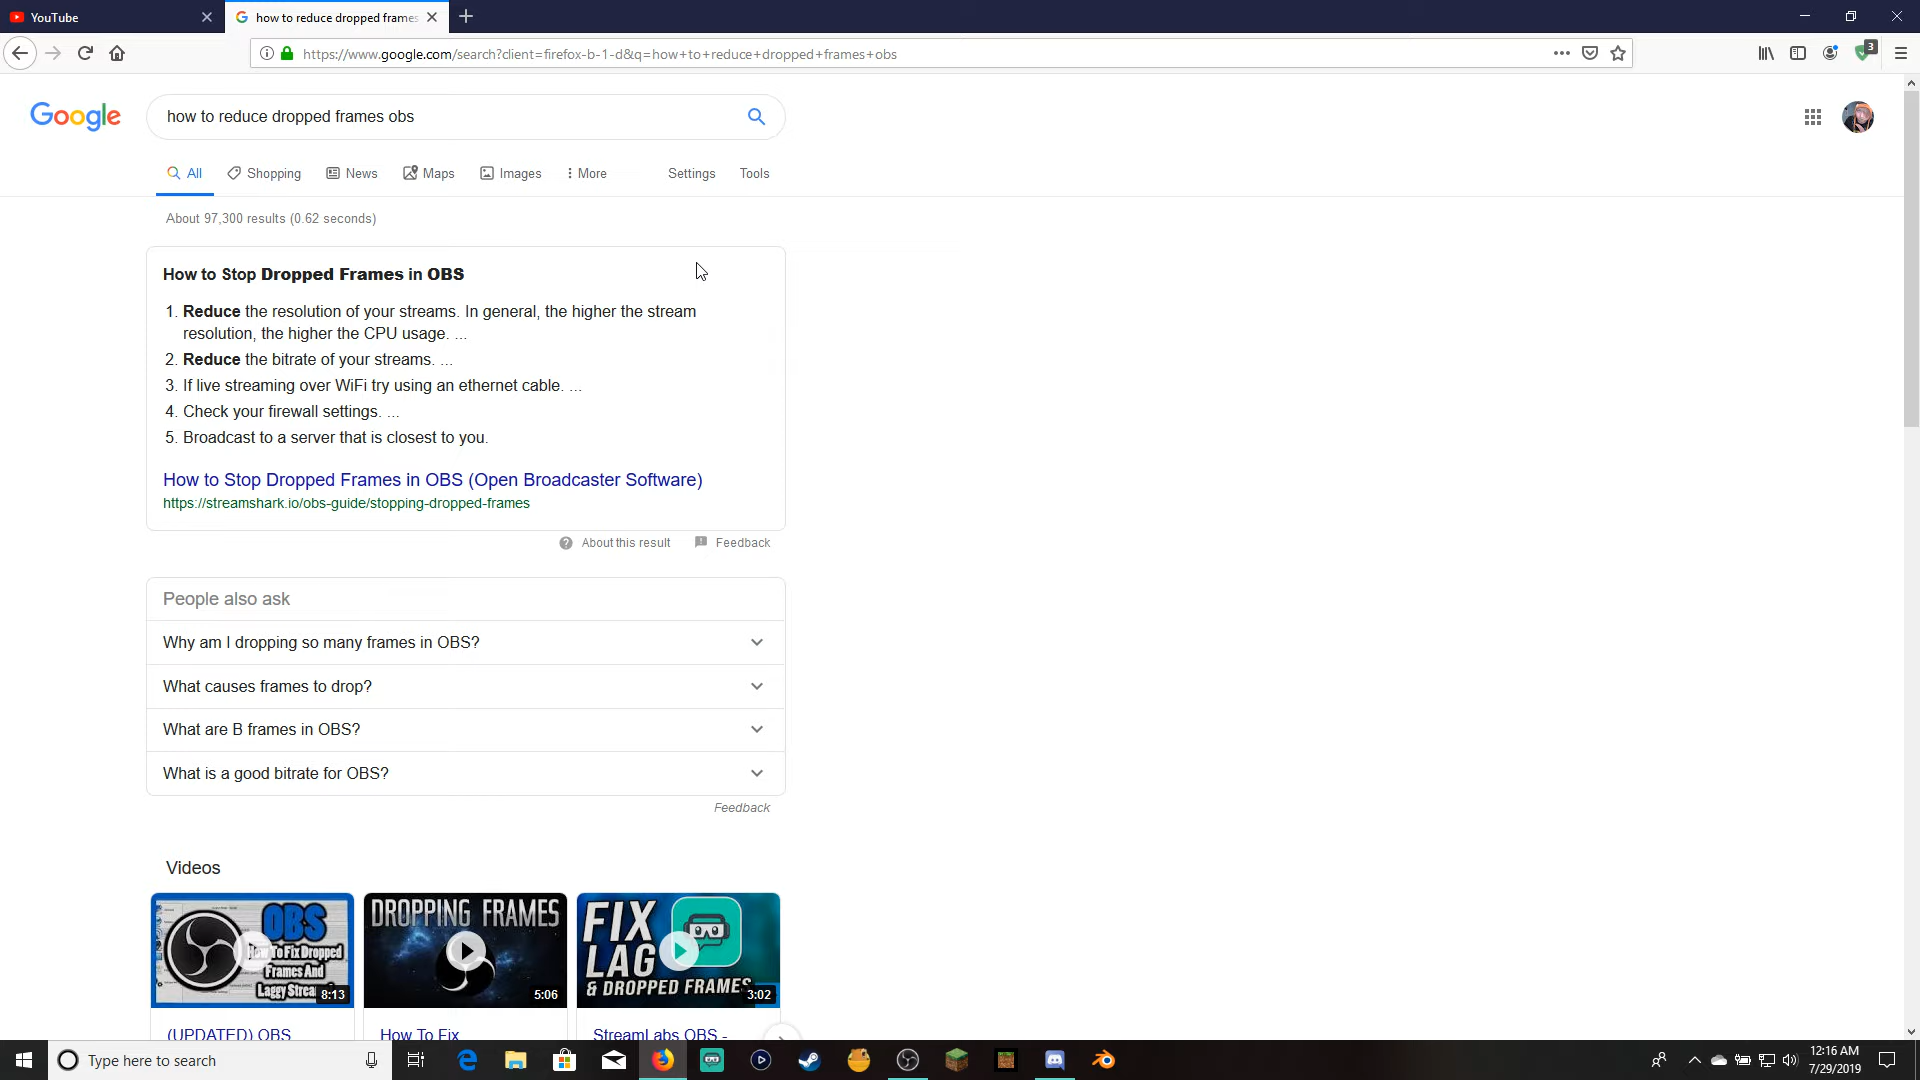 YouTube
how to reduce dropped frames
https://www.google.com/search?client=firefox-b-1-d&q=how+to+reduce+dropped+frames+obs
3
Google
how to reduce dropped frames obs
All
Shopping
News
Maps
Images
More
Settings
Tools
About 97,300 results (0.62 seconds)
How to Stop Dropped Frames in OBS
1. Reduce the resolution of your streams. In general, the higher the stream
resolution, the higher the CPU usage. ...
2. Reduce the bitrate of your streams. ...
3. If live streaming over WiFi try using an ethernet cable. ...
4. Check your firewall settings. ...
5. Broadcast to a server that is closest to you.
How to Stop Dropped Frames in OBS (Open Broadcaster Software)
https://streamshark.io/obs-guide/stopping-dropped-frames
About this result
Feedback
People also ask
Why am I dropping so many frames in OBS?
What causes frames to drop?
What are B frames in OBS?
What is a good bitrate for OBS?
Feedback
Videos
OBS
How To Fix Dropped
Frames And
Laggy
8:13
DROPPING FRAMES
5:06
FIX
LAG
& DROPPED FRAMES
3:02
(UPDATED) OBS
How To Fix
StreamLabs OBS -
Type here to search
12:16 AM
7/29/2019